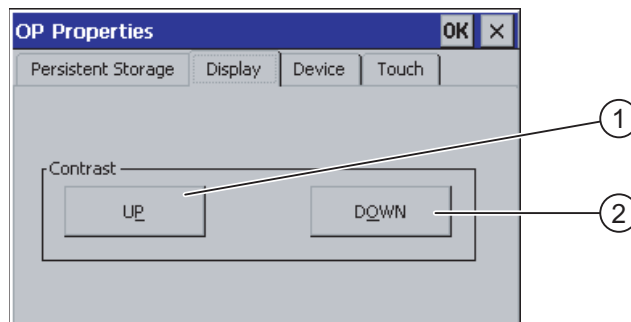 OP Properties OK ×
Persistent Storage Display Device Touch
1
Contrast
UP DOWN
2